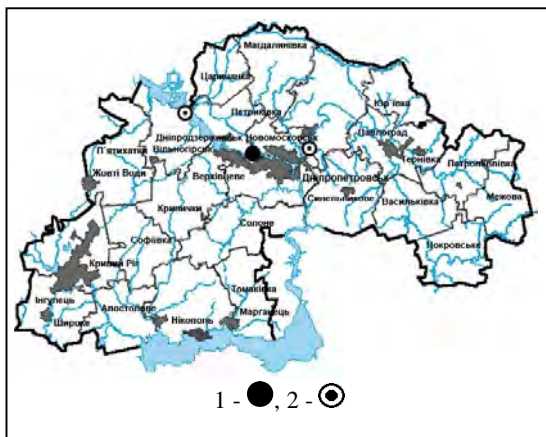 Магдалинівка
Царичанка
Юр'ївка
Петриківка
Дніпродзержинськ Новомосковськ
Павлоград
П'ятихатки
Вільногірськ
Тернівка
Петропавлівка
Жовті Води
Верхівцеве
Дніпропетровськ
Межова
Синельникове
Васильківка
Кринички
Солоне
Софіївка
Покровське
Кривий Ріг
Томаківка
Інгулець
Апостолове
Марганець
Широке
Нікополь
1 - , 2 -